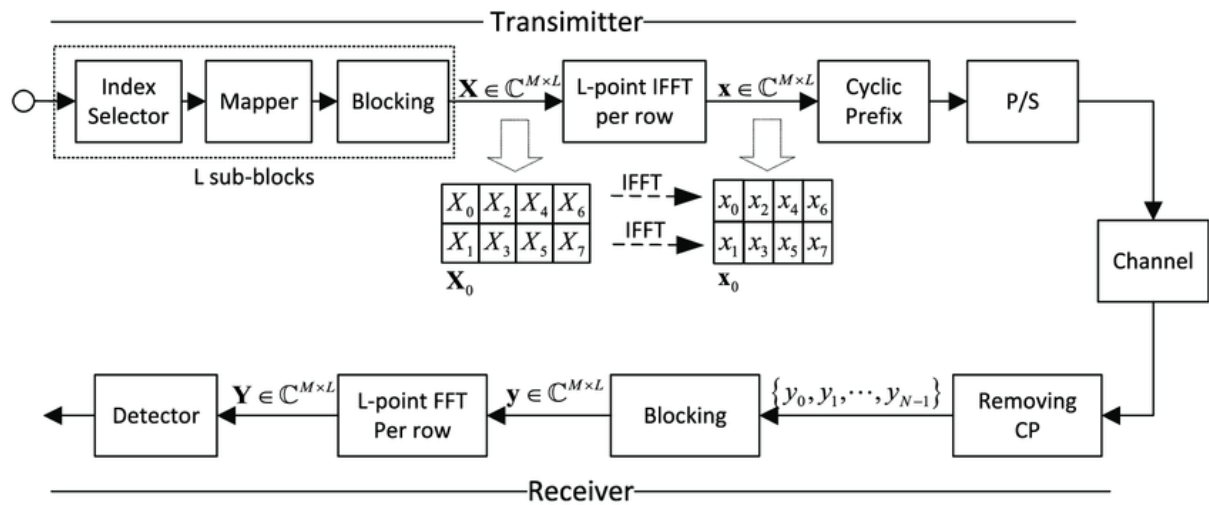 Transimitter
Index Selector
Mapper
Blocking
X ∈ ℂ^{M×L}
L-point IFFT per row
x ∈ ℂ^{M×L}
Cyclic Prefix
P/S
L sub-blocks
X_0 X_2 X_4 X_6
X_1 X_3 X_5 X_7
X_0
IFFT
IFFT
x_0 x_2 x_4 x_6
x_1 x_3 x_5 x_7
x_0
Channel
Detector
Y ∈ ℂ^{M×L}
L-point FFT Per row
y ∈ ℂ^{M×L}
Blocking
{y_0, y_1, ⋯, y_{N−1}}
Removing CP
Receiver